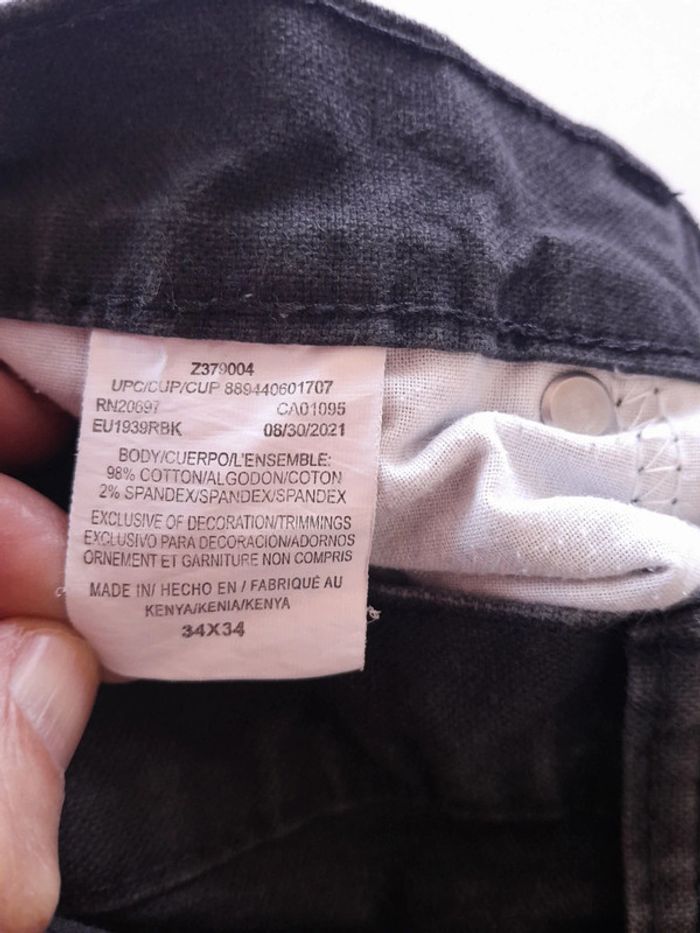 Z379004
UPC/CUP/CUP 889440601707
RN20697 CA01095
EU1939RBK 08/30/2021
BODY/CUERPO/L'ENSEMBLE:
98% COTTON/ALGODON/COTON
2% SPANDEX/SPANDEX/SPANDEX
EXCLUSIVE OF DECORATION/TRIMMINGS
EXCLUSIVO PARA DECORACION/ADORNOS
ORNEMENT ET GARNITURE NON COMPRIS
MADE IN/ HECHO EN / FABRIQUÉ AU
KENYA/KENIA/KENYA
34X34